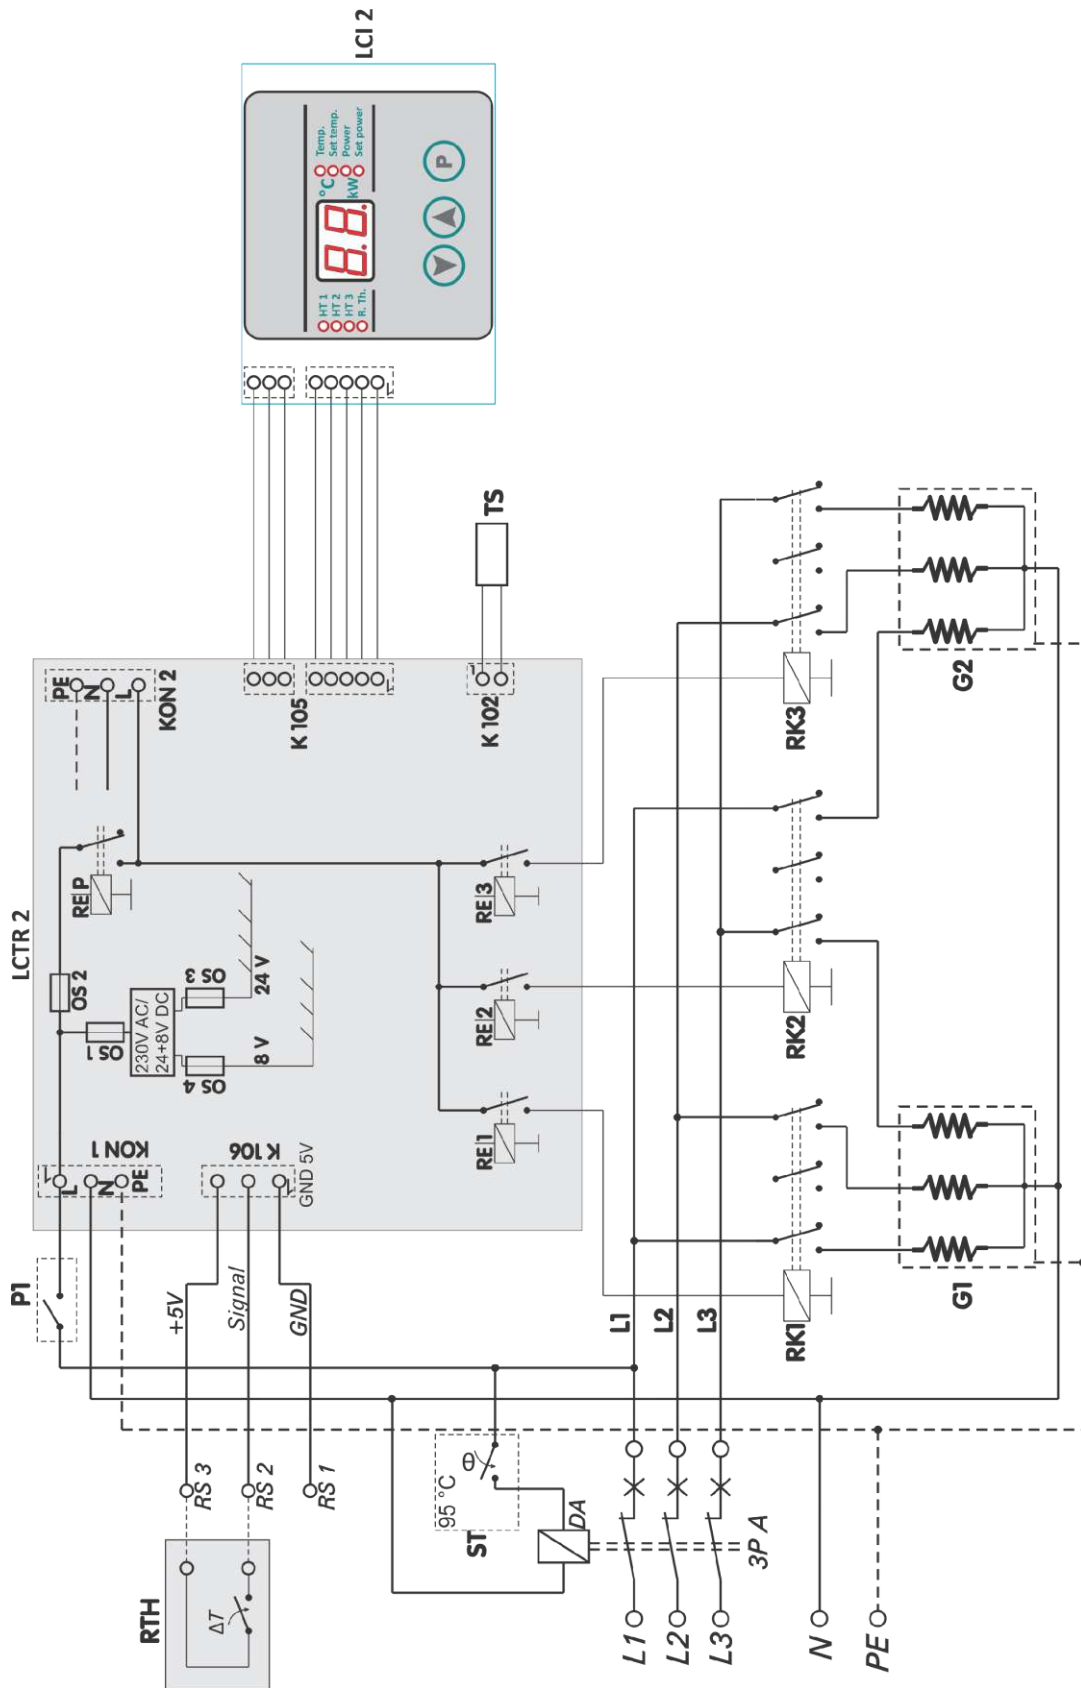 RTH
ΔT
RS 3
RS 2
RS 1
+5V
Signal
GND
P1
LCTR 2
L
N
PE
KON 1
K 106
GND 5V
OS 1
OS 2
230V AC/
24+8V DC
OS 4
OS 3
8 V
24 V
RE P
PE
N
L
KON 2
RE 1
RE 2
RE 3
K 105
K 102
TS
LCI 2
HT 1
HT 2
HT 3
R. Th.
8.8.
°C
kW
Temp.
Set temp.
Power
Set power
P
95 °C
θ
ST
DA
3P A
L1
L2
L3
N
PE
L1
L2
L3
RK1
RK2
RK3
G1
G2